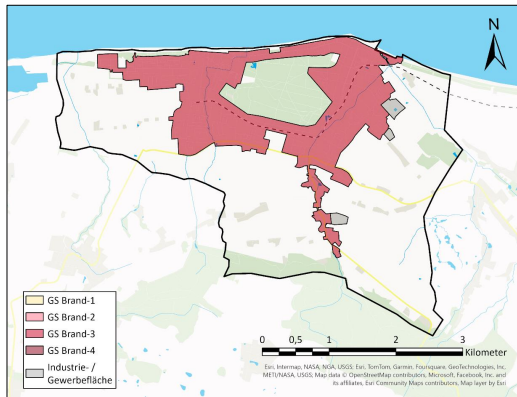 N
GS Brand-1
GS Brand-2
GS Brand-3
GS Brand-4
Industrie- /
Gewerbefläche
0 0,5 1 2 3
Kilometer
Esri, Intermap, NASA, NGA, USGS; Esri, TomTom, Garmin, Foursquare, GeoTechnologies, Inc,
METI/NASA, USGS; Map data © OpenStreetMap contributors, Microsoft, Facebook, Inc. and
its affiliates, Esri Community Maps contributors, Map layer by Esri